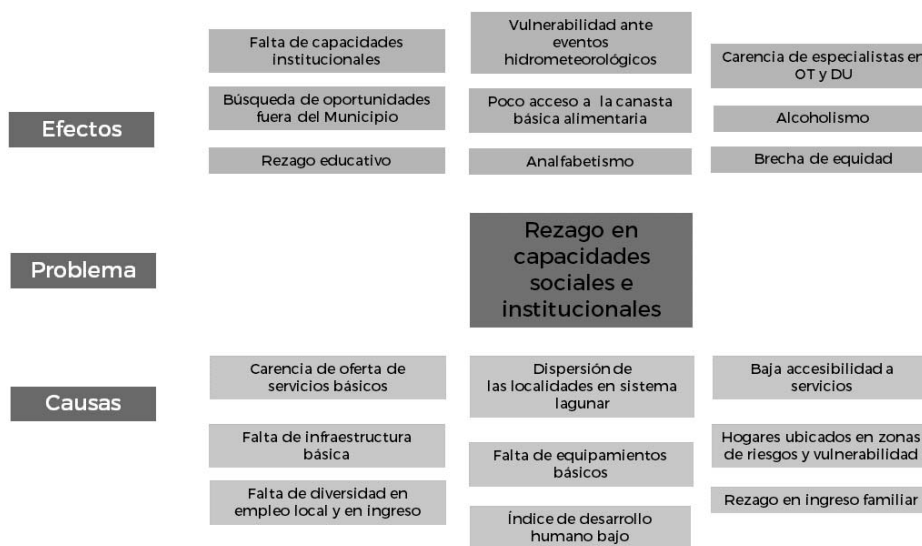 Falta de capacidades
institucionales
Vulnerabilidad ante
eventos
hidrometeorológicos
Carencia de especialistas en
OT y DU
Efectos
Búsqueda de oportunidades
fuera del Municipio
Poco acceso a la canasta
básica alimentaria
Alcoholismo
Rezago educativo
Analfabetismo
Brecha de equidad
Problema
Rezago en
capacidades
sociales e
institucionales
Causas
Carencia de oferta de
servicios básicos
Dispersión de
las localidades en sistema
lagunar
Baja accesibilidad a
servicios
Falta de infraestructura
básica
Falta de equipamientos
básicos
Hogares ubicados en zonas
de riesgos y vulnerabilidad
Falta de diversidad en
empleo local y en ingreso
Índice de desarrollo
humano bajo
Rezago en ingreso familiar